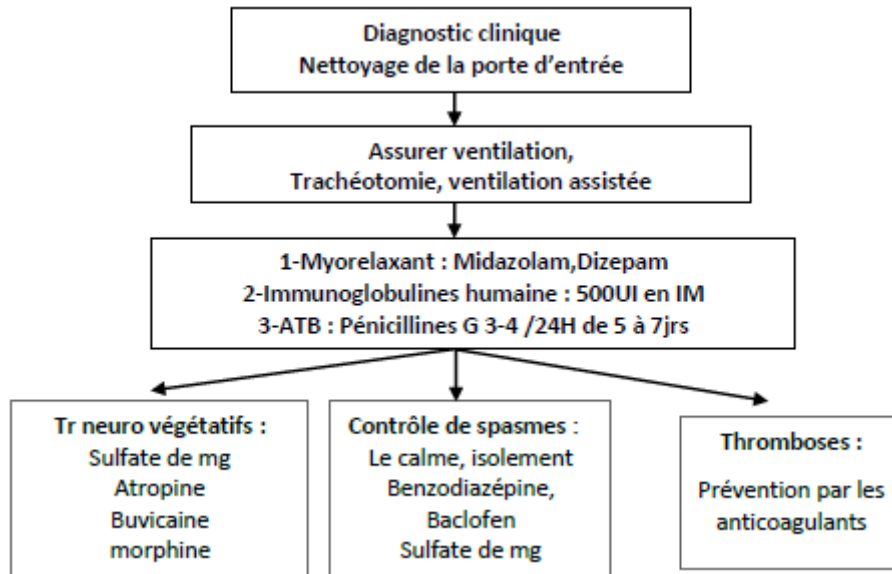 Diagnostic clinique
Nettoyage de la porte d'entrée
Assurer ventilation,
Trachéotomie, ventilation assistée
1-Myorelaxant : Midazolam,Dizepam
2-Immunoglobulines humaine : 500UI en IM
3-ATB : Pénicillines G 3-4 /24H de 5 à 7jrs
Tr neuro végétatifs :
Sulfate de mg
Atropine
Buvicaine
morphine
Contrôle de spasmes :
Le calme, isolement
Benzodiazépine,
Baclofen
Sulfate de mg
Thromboses :
Prévention par les
anticoagulants